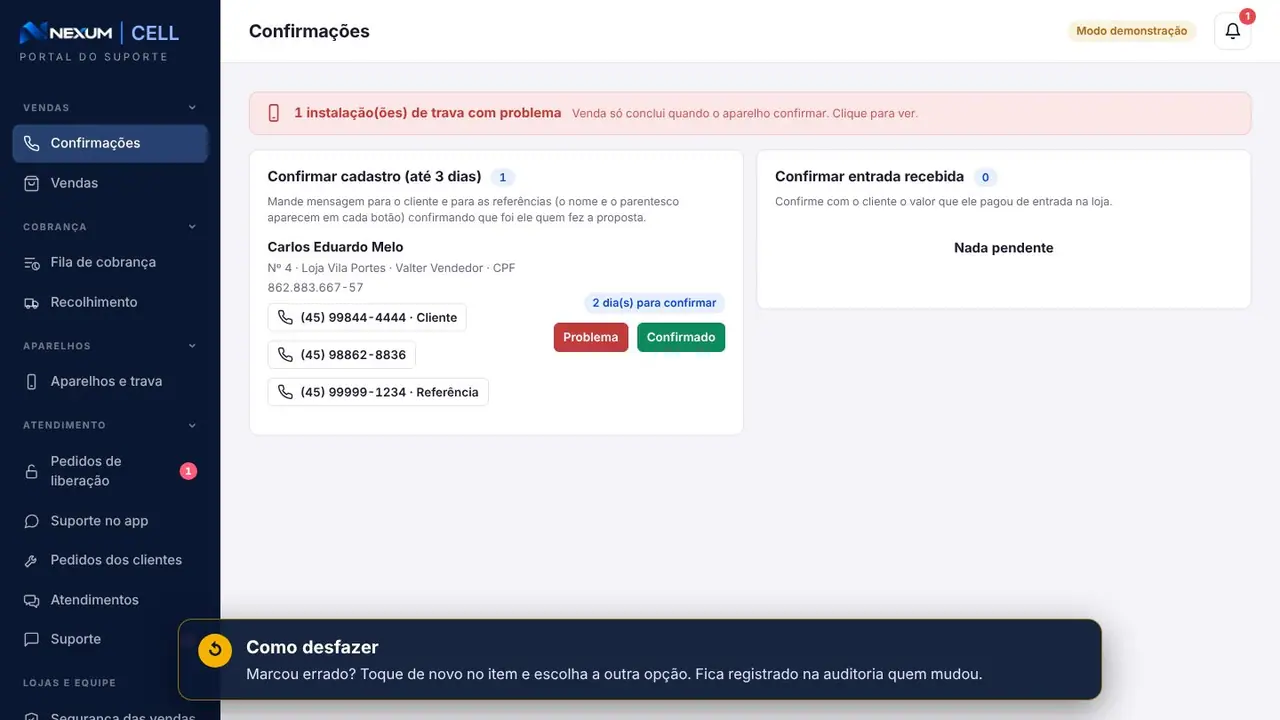 NEXUM | CELL
PORTAL DO SUPORTE
VENDAS
Confirmações
Vendas
COBRANÇA
Fila de cobrança
Recolhimento
APARELHOS
Aparelhos e trava
ATENDIMENTO
Pedidos de
liberação
1
Suporte no app
Pedidos dos clientes
Atendimentos
Suporte
LOJAS E EQUIPE
Segurança das vendas
Confirmações
Modo demonstração
1
1 instalação(ões) de trava com problema Venda só conclui quando o aparelho confirmar. Clique para ver.
Confirmar cadastro (até 3 dias) 1
Mande mensagem para o cliente e para as referências (o nome e o parentesco
aparecem em cada botão) confirmando que foi ele quem fez a proposta.
Carlos Eduardo Melo
Nº 4 · Loja Vila Portes · Valter Vendedor · CPF
862.883.667-57
2 dia(s) para confirmar
(45) 99844-4444 · Cliente
Problema
Confirmado
(45) 98862-8836
(45) 99999-1234 · Referência
Confirmar entrada recebida 0
Confirme com o cliente o valor que ele pagou de entrada na loja.
Nada pendente
Como desfazer
Marcou errado? Toque de novo no item e escolha a outra opção. Fica registrado na auditoria quem mudou.